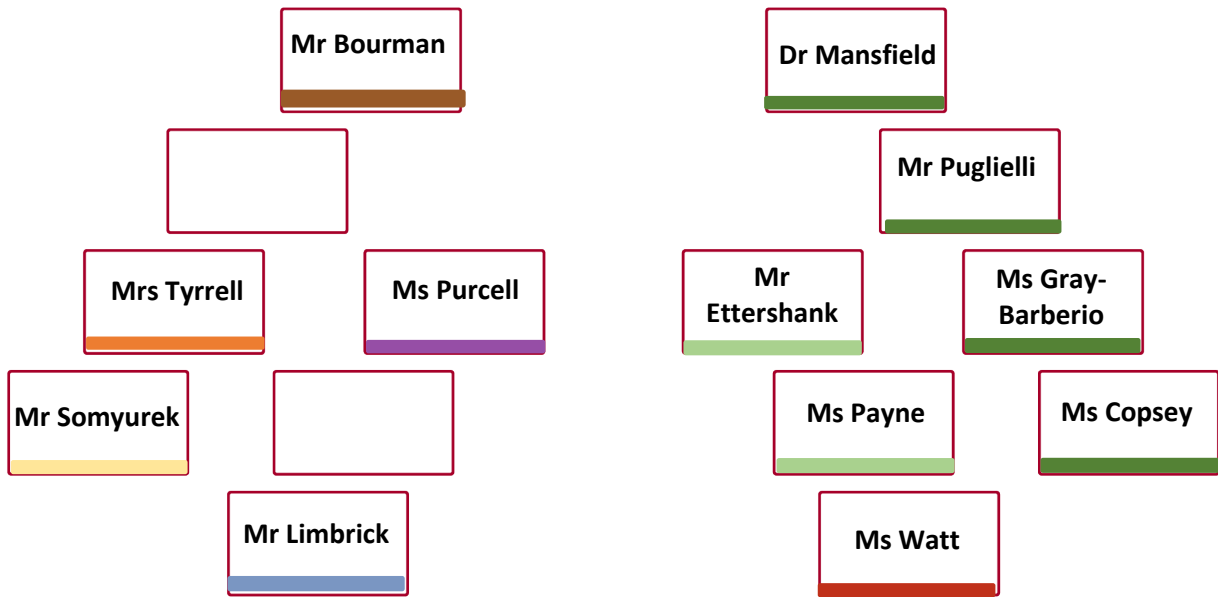 Mr Bourman
Dr Mansfield
Mr Puglielli
Mrs Tyrrell
Ms Purcell
Mr
Ettershank
Ms Gray-
Barberio
Mr Somyurek
Ms Payne
Ms Copsey
Mr Limbrick
Ms Watt